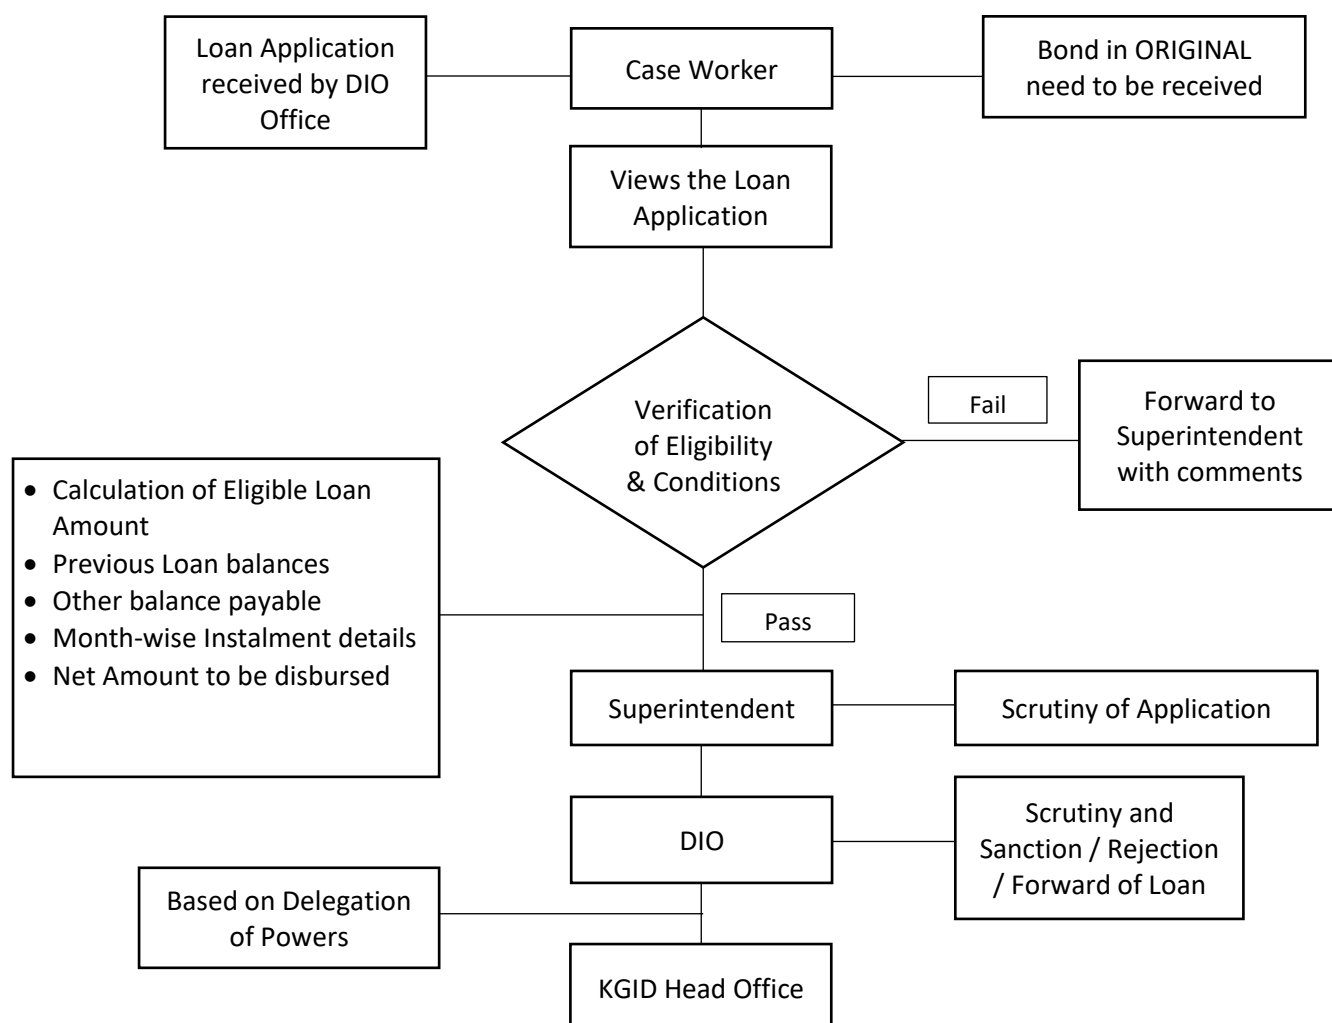 Loan Application
received by DIO
Office
Case Worker
Bond in ORIGINAL
need to be received
Views the Loan
Application
Verification
of Eligibility
& Conditions
Fail
Forward to
Superintendent
with comments
• Calculation of Eligible Loan
Amount
• Previous Loan balances
• Other balance payable
• Month-wise Instalment details
• Net Amount to be disbursed
Pass
Superintendent
Scrutiny of Application
DIO
Scrutiny and
Sanction / Rejection
/ Forward of Loan
Based on Delegation
of Powers
KGID Head Office